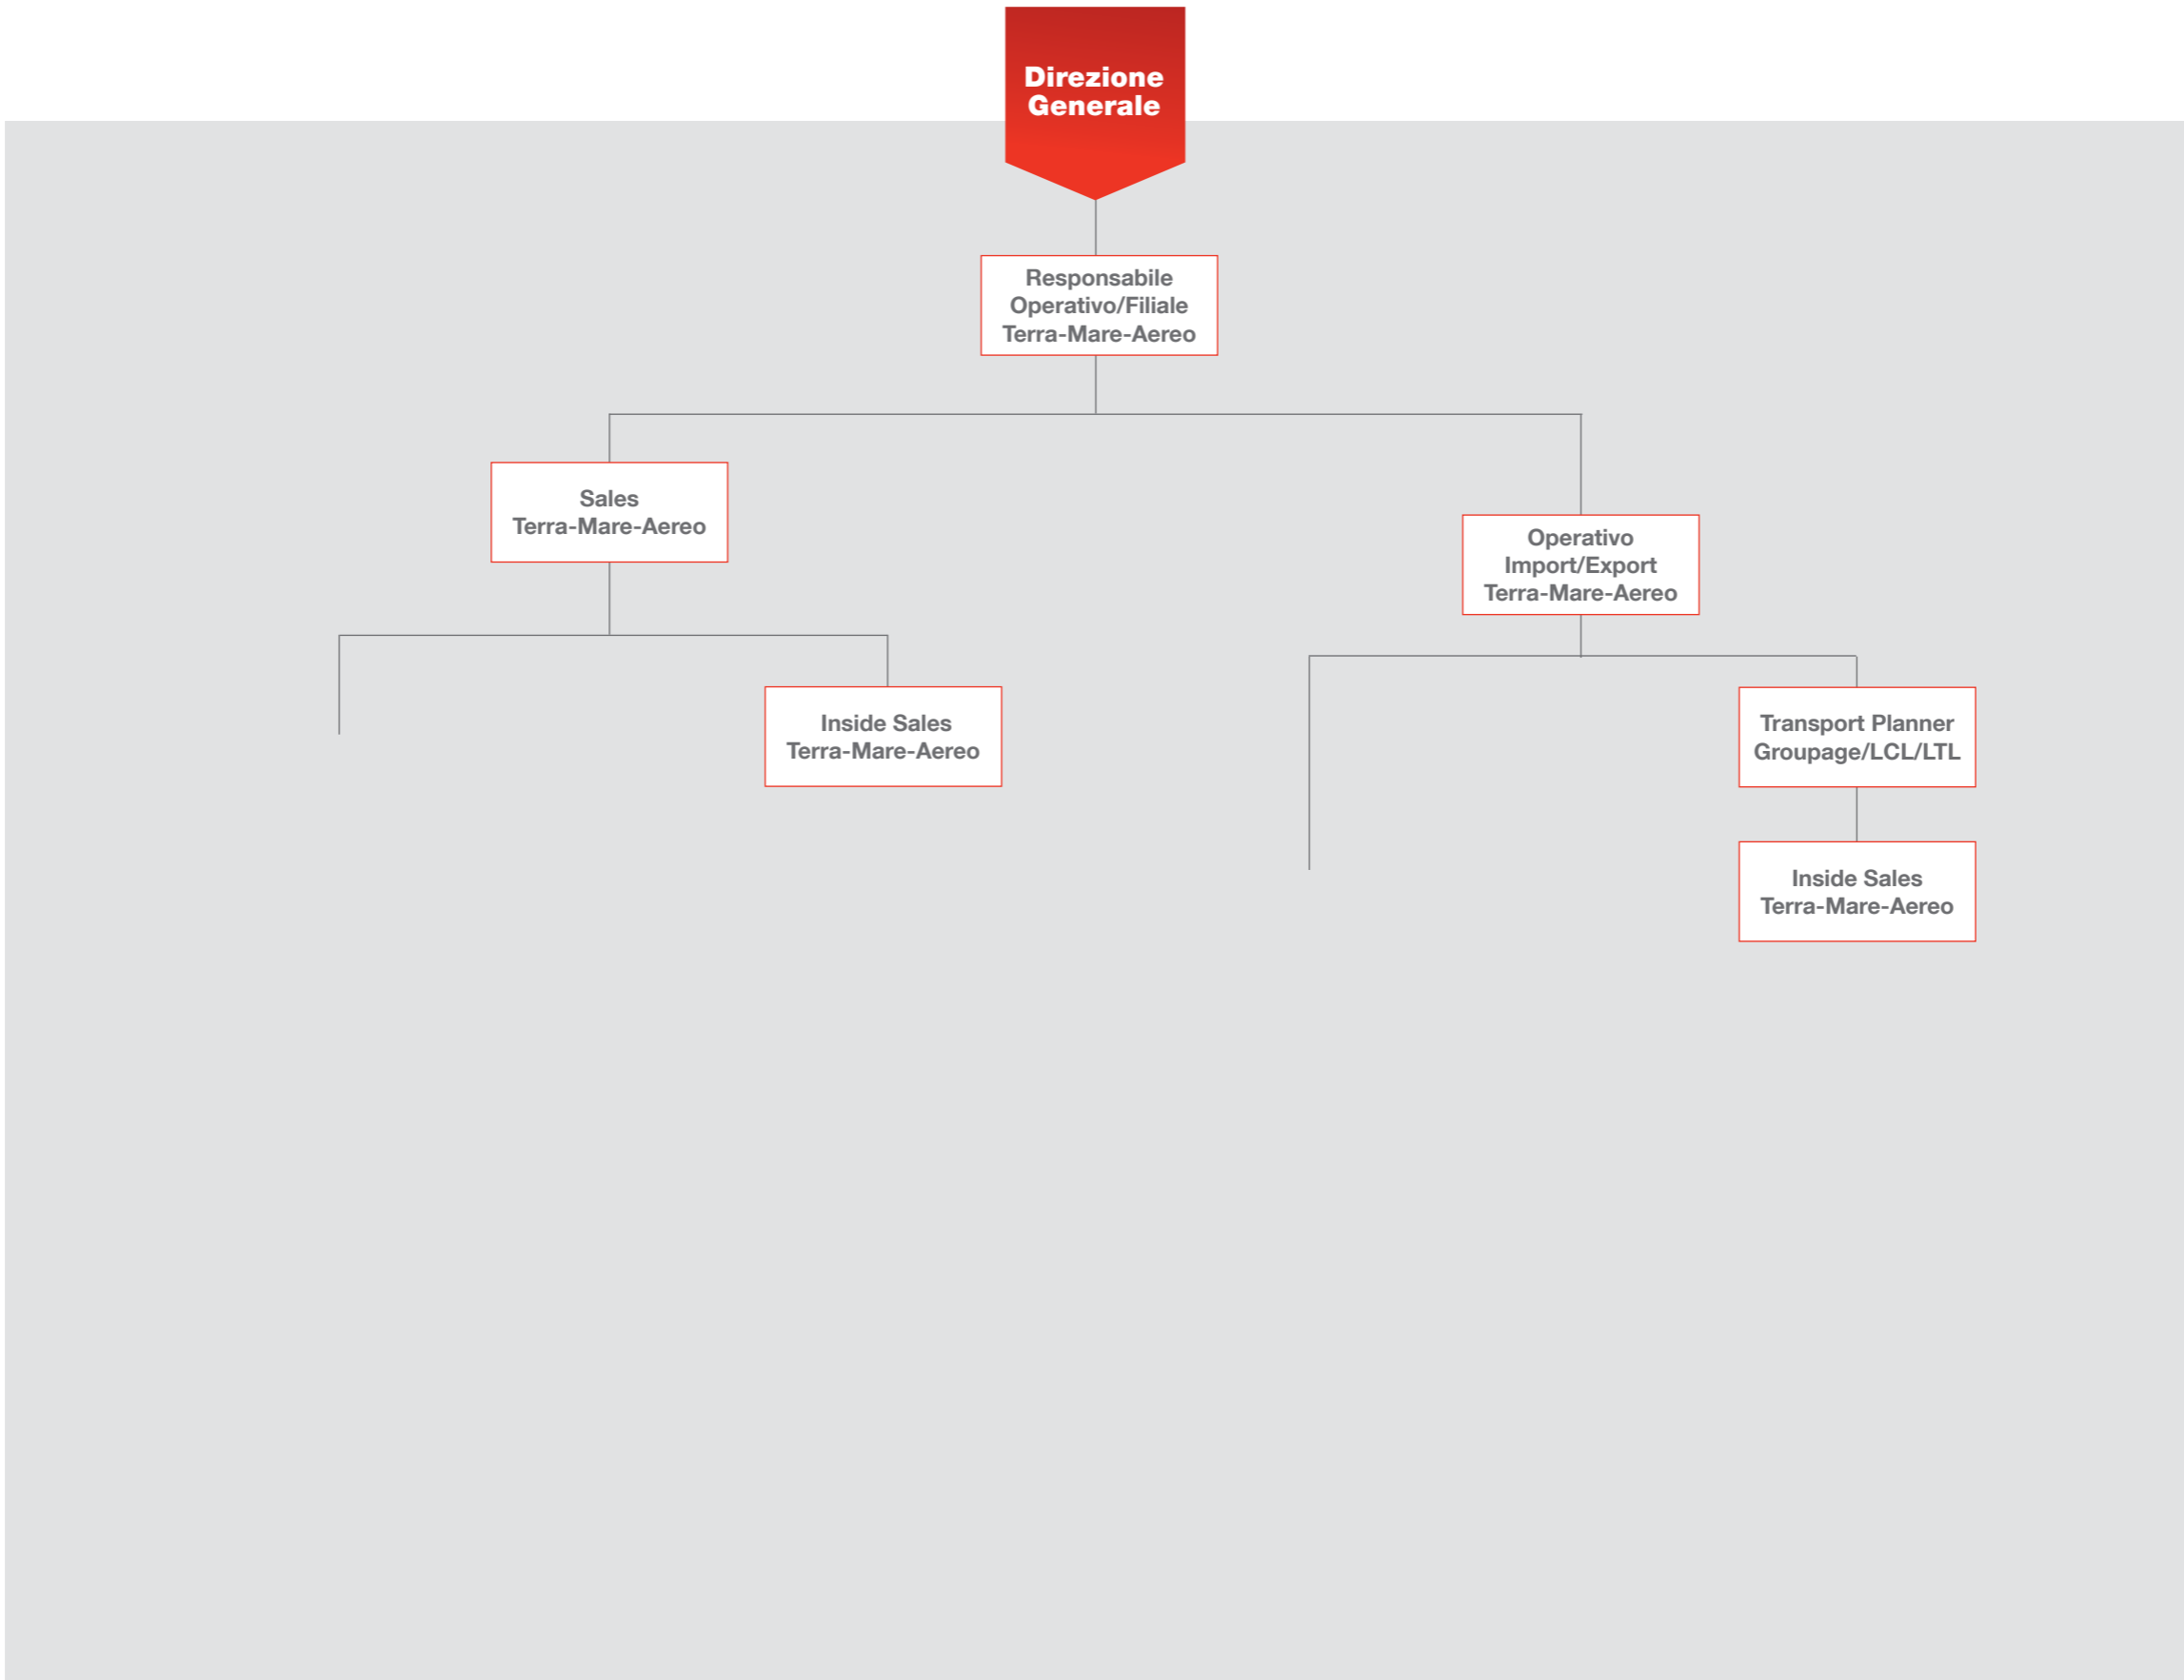 Direzione
Generale
Responsabile
Operativo/Filiale
Terra-Mare-Aereo
Sales
Terra-Mare-Aereo
Operativo
Import/Export
Terra-Mare-Aereo
Inside Sales
Terra-Mare-Aereo
Transport Planner
Groupage/LCL/LTL
Inside Sales
Terra-Mare-Aereo